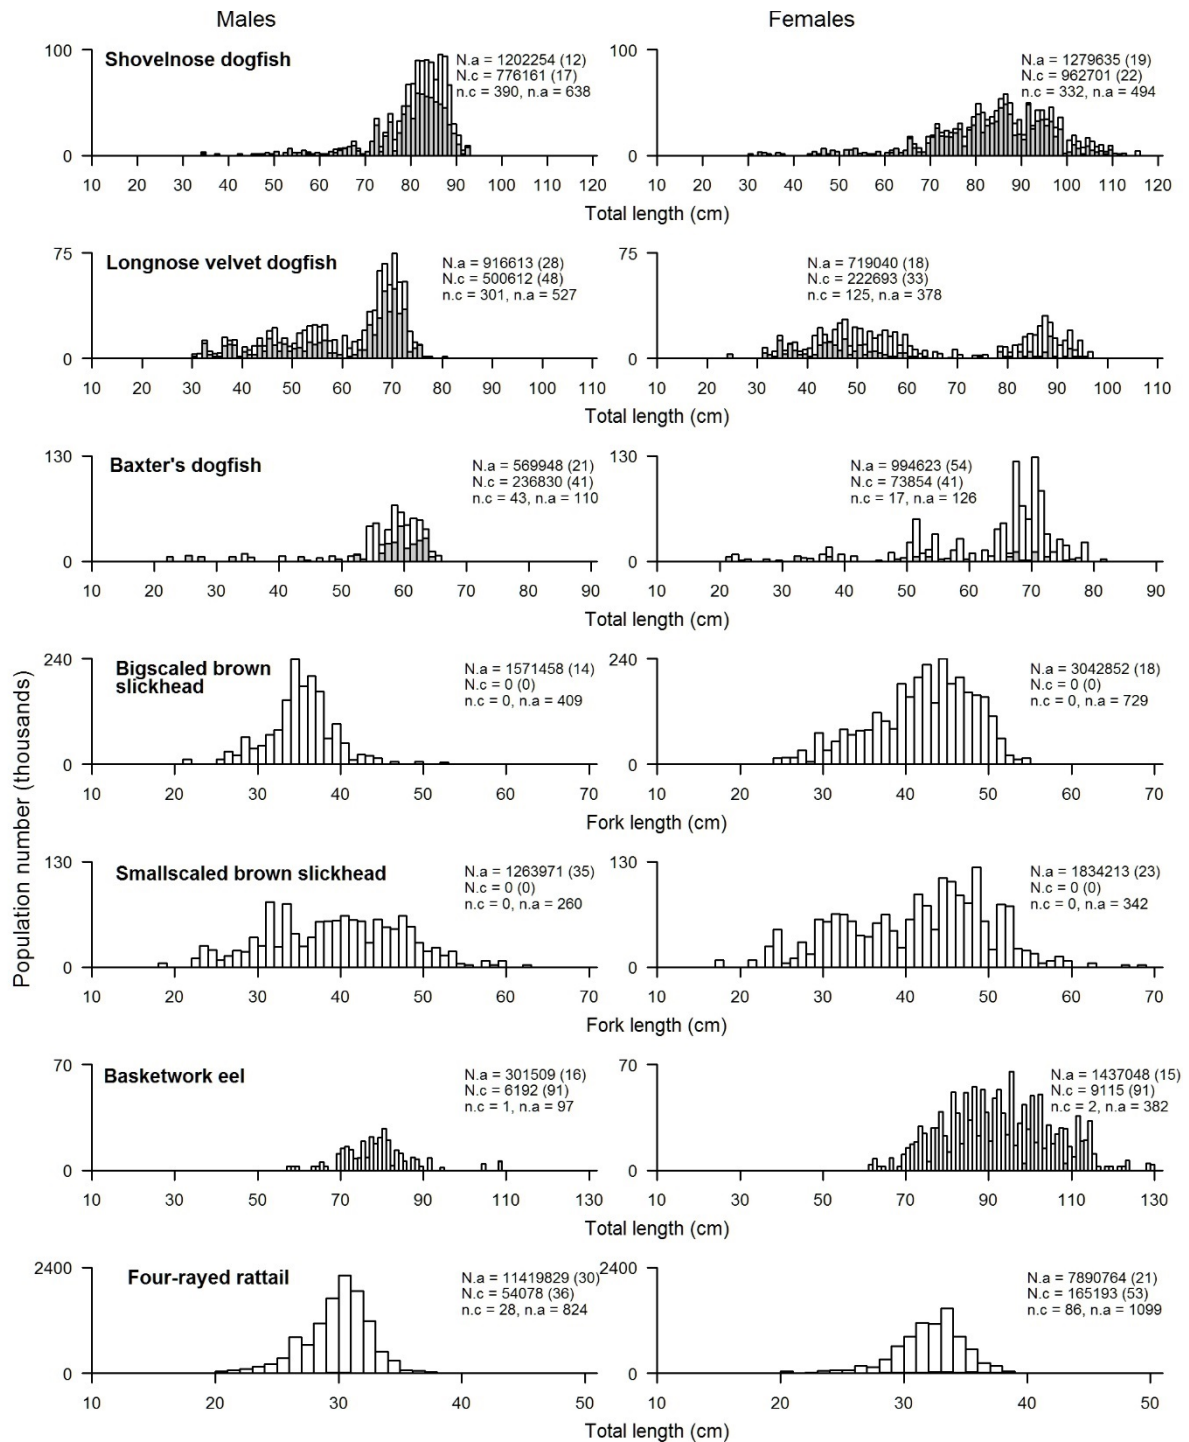 Males Females
Shovelnose dogfish
N.a = 1202254 (12)
N.c = 776161 (17)
n.c = 390, n.a = 638
N.a = 1279635 (19)
N.c = 962701 (22)
n.c = 332, n.a = 494
100
0
10 20 30 40 50 60 70 80 90 100 110 120
10 20 30 40 50 60 70 80 90 100 110 120
Total length (cm)
Longnose velvet dogfish
N.a = 916613 (28)
N.c = 500612 (48)
n.c = 301, n.a = 527
75
0
10 20 30 40 50 60 70 80 90 100 110
75
0
N.a = 719040 (18)
N.c = 222693 (33)
n.c = 125, n.a = 378
10 20 30 40 50 60 70 80 90 100 110
Total length (cm)
Baxter's dogfish
N.a = 569948 (21)
N.c = 236830 (41)
n.c = 43, n.a = 110
130
0
10 20 30 40 50 60 70 80 90
N.a = 994623 (54)
N.c = 73854 (41)
n.c = 17, n.a = 126
130
0
10 20 30 40 50 60 70 80 90
Total length (cm)
Population number (thousands)
Bigscaled brown
slickhead
N.a = 1571458 (14)
N.c = 0 (0)
n.c = 0, n.a = 409
240
0
10 20 30 40 50 60 70
N.a = 3042852 (18)
N.c = 0 (0)
n.c = 0, n.a = 729
240
0
10 20 30 40 50 60 70
Fork length (cm)
Smallscaled brown slickhead
N.a = 1263971 (35)
N.c = 0 (0)
n.c = 0, n.a = 260
130
0
10 20 30 40 50 60 70
N.a = 1834213 (23)
N.c = 0 (0)
n.c = 0, n.a = 342
130
0
10 20 30 40 50 60 70
Fork length (cm)
Basketwork eel
N.a = 301509 (16)
N.c = 6192 (91)
n.c = 1, n.a = 97
70
0
10 30 50 70 90 110 130
N.a = 1437048 (15)
N.c = 9115 (91)
n.c = 2, n.a = 382
70
0
10 30 50 70 90 110 130
Total length (cm)
Four-rayed rattail
N.a = 11419829 (30)
N.c = 54078 (36)
n.c = 28, n.a = 824
2400
0
10 20 30 40 50
N.a = 7890764 (21)
N.c = 165193 (53)
n.c = 86, n.a = 1099
2400
0
10 20 30 40 50
Total length (cm)